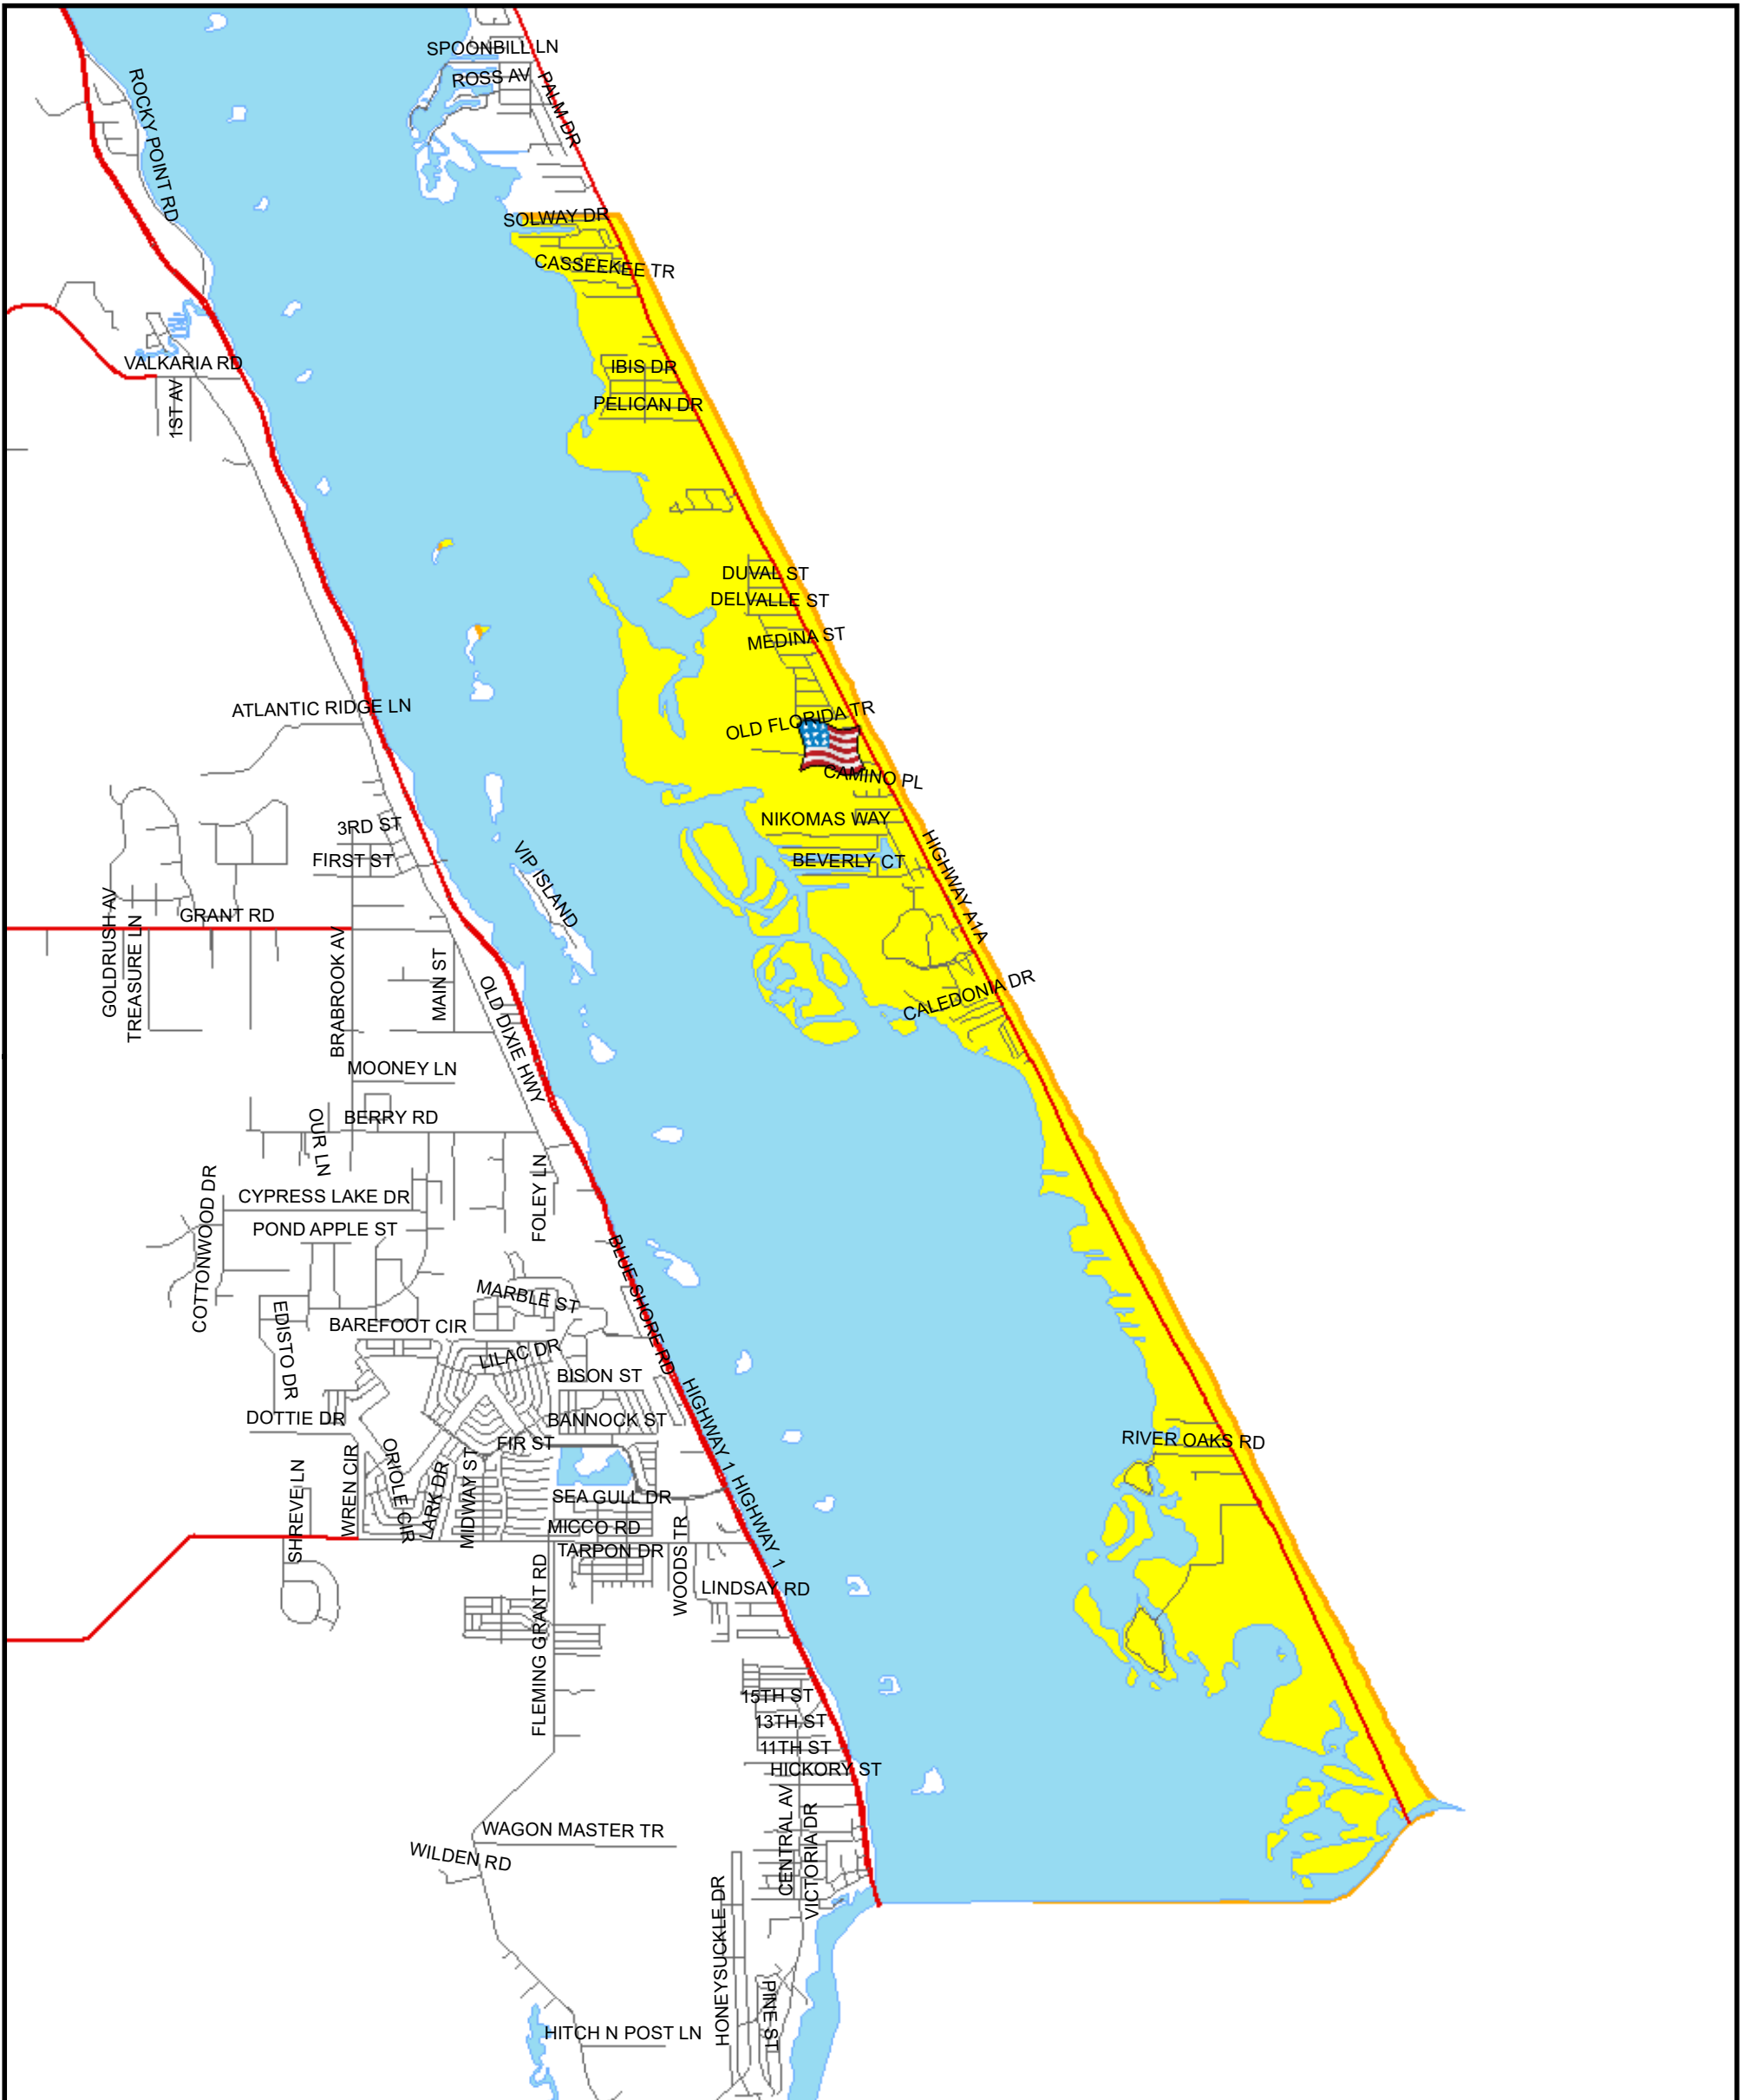 SPOONBILL LN
ROSS AV
PALM DR
ROCKY POINT RD
SOLWAY DR
CASSEEKEE TR
VALKARIA RD
1ST AV
IBIS DR
PELICAN DR
DUVAL ST
DELVALLE ST
MEDINA ST
ATLANTIC RIDGE LN
OLD FLORIDA TR
CAMINO PL
NIKOMAS WAY
3RD ST
FIRST ST
BEVERLY CT
VIP ISLAND
HIGHWAY A1A
GOLDRUSH AV
TREASURE LN
GRANT RD
BRABROOK AV
MAIN ST
OLD DIXIE HWY
CALEDONIA DR
MOONEY LN
BERRY RD
OUR LN
FOLEY LN
COTTONWOOD DR
CYPRESS LAKE DR
POND APPLE ST
BLUE SHORE RD
MARBLE ST
EDISTO DR
BAREFOOT CIR
LILAC DR
BISON ST
HIGHWAY 1
DOTTIE DR
BANNOCK ST
FIR ST
RIVER OAKS RD
SHREVE LN
WREN CIR
ORIOLE CIR
LARK DR
MIDWAY ST
SEA GULL DR
HIGHWAY 1
MICCO RD
TARPON DR
WOODS TR
LINDSAY RD
FLEMING GRANT RD
15TH ST
13TH ST
11TH ST
HICKORY ST
CENTRAL AV
VICTORIA DR
WAGON MASTER TR
WILDEN RD
HONEYSUCKLE DR
PINE ST
HITCH N POST LN